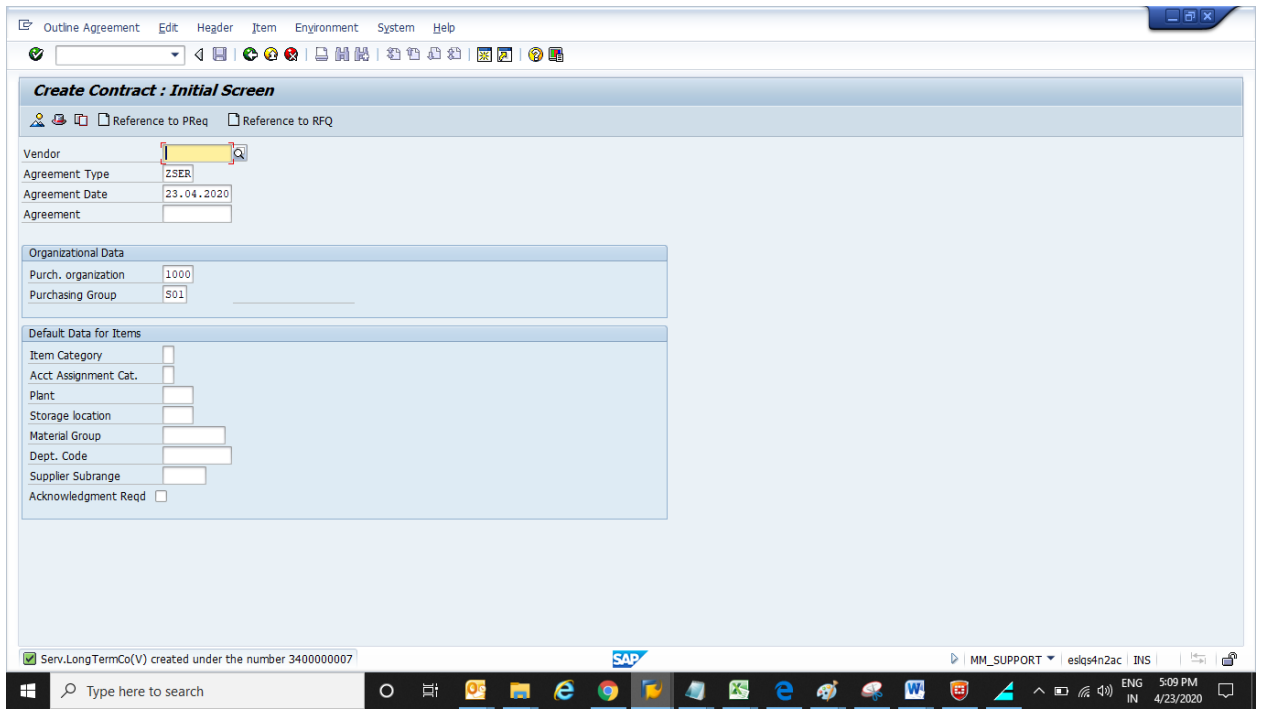 Outline Agreement Edit Header Item Environment System Help
Create Contract : Initial Screen
Reference to PReq Reference to RFQ
Vendor
Agreement Type ZSER
Agreement Date 23.04.2020
Agreement
Organizational Data
Purch. organization 1000
Purchasing Group S01
Default Data for Items
Item Category
Acct Assignment Cat.
Plant
Storage location
Material Group
Dept. Code
Supplier Subrange
Acknowledgment Reqd
Serv.LongTermCo(V) created under the number 3400000007 SAP MM_SUPPORT eslqs4n2ac INS
Type here to search ENG 5:09 PM
IN 4/23/2020